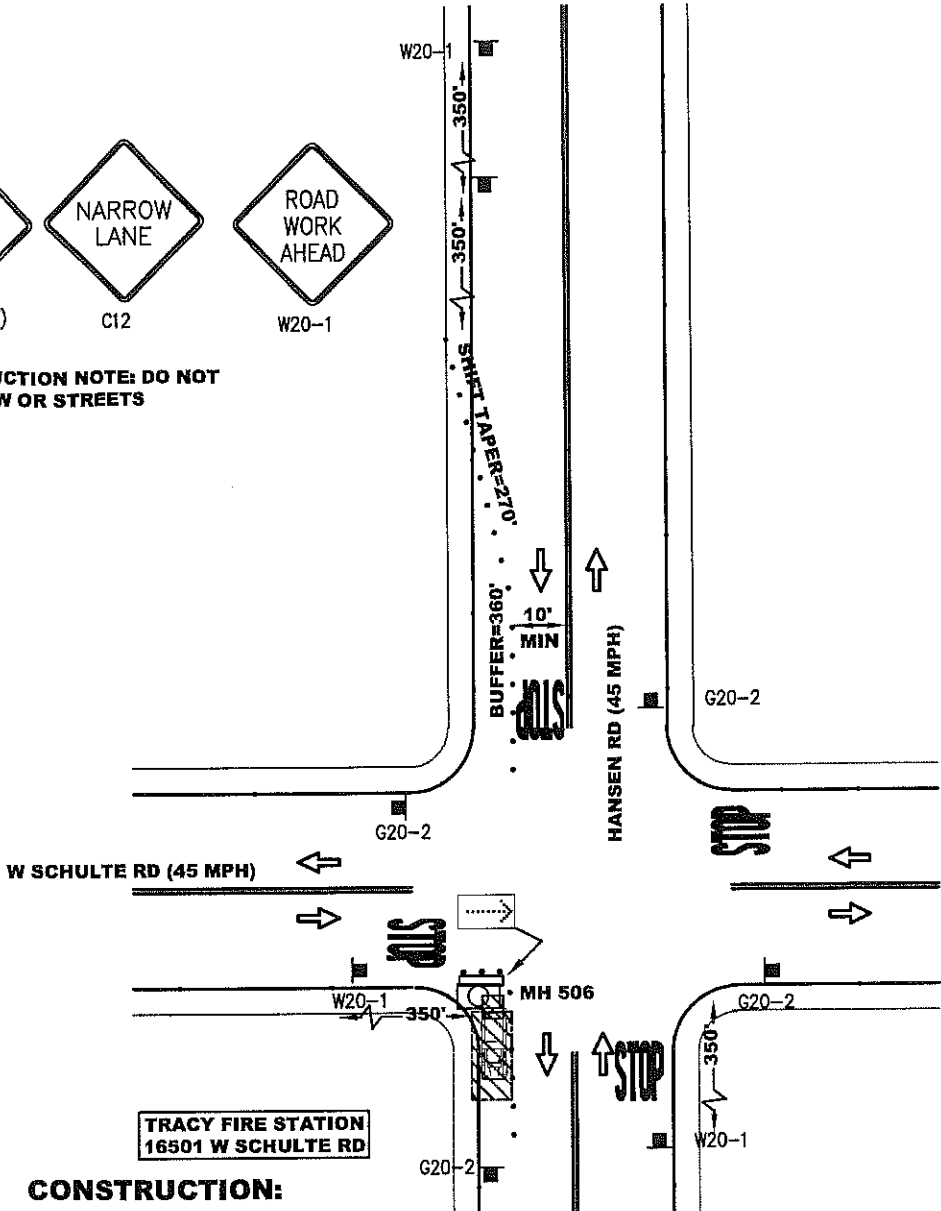 W20-1
350'
350'
NARROW
LANE
ROAD
WORK
AHEAD
)
C12
W20-1
UCTION NOTE: DO NOT
W OR STREETS
SHIFT TAPER=270'
BUFFER=360'
10'
MIN
STOP
HANSEN RD (45 MPH)
G20-2
G20-2
STOP
W SCHULTE RD (45 MPH)
STOP
W20-1
350'
MH 506
G20-2
STOP
350'
W20-1
TRACY FIRE STATION
16501 W SCHULTE RD
G20-2
CONSTRUCTION: